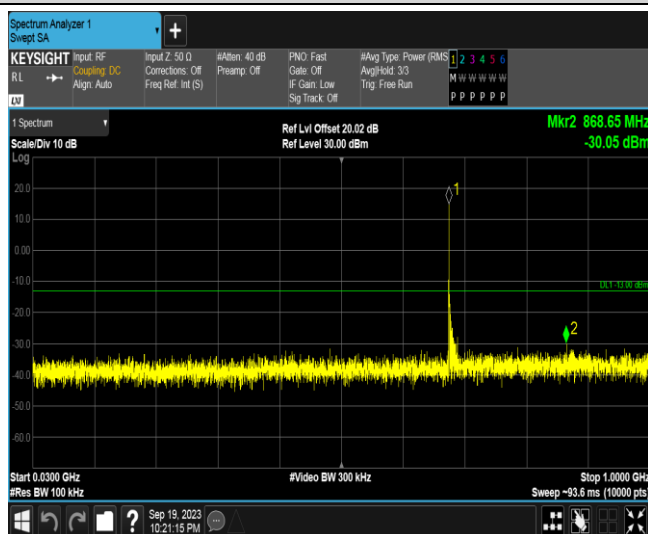 Spectrum Analyzer 1
Swept SA
KEYSIGHT
RL
LXI
Input: RF
Coupling: DC
Align: Auto
Input Z: 50 Ω
Corrections: Off
Freq Ref: Int (S)
#Atten: 40 dB
Preamp: Off
PNO: Fast
Gate: Off
IF Gain: Low
Sig Track: Off
#Avg Type: Power (RMS
Avg|Hold: 3/3
Trig: Free Run
1 2 3 4 5 6
M W W W W W
P P P P P P
1 Spectrum
Scale/Div 10 dB
Log
Ref Lvl Offset 20.02 dB
Ref Level 30.00 dBm
Mkr2 868.65 MHz
-30.05 dBm
1
20.0
10.0
0.00
-10.0
DL1 -13.00 dBm
-20.0
2
-30.0
-40.0
-50.0
-60.0
Start 0.0300 GHz
#Video BW 300 kHz
Stop 1.0000 GHz
#Res BW 100 kHz
Sweep ~93.6 ms (10000 pts)
?
Sep 19, 2023
10:21:15 PM